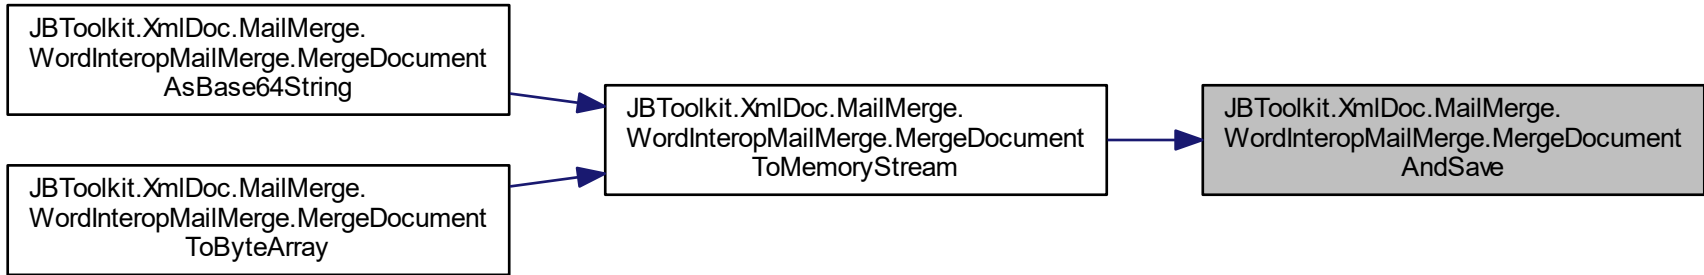 JBToolkit.XmlDoc.MailMerge.
WordInteropMailMerge.MergeDocument
AsBase64String
JBToolkit.XmlDoc.MailMerge.
WordInteropMailMerge.MergeDocument
ToByteArray
JBToolkit.XmlDoc.MailMerge.
WordInteropMailMerge.MergeDocument
ToMemoryStream
JBToolkit.XmlDoc.MailMerge.
WordInteropMailMerge.MergeDocument
AndSave